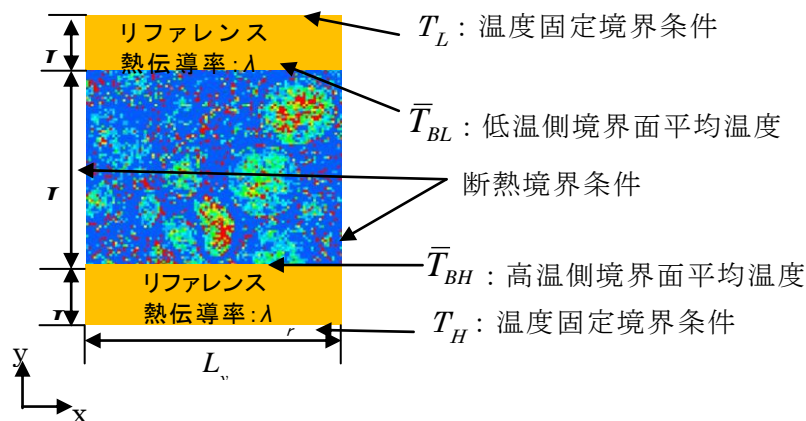 リファレンス
熱伝導率:λ
T_L：温度固定境界条件
T̅_BL：低温側境界面平均温度
断熱境界条件
T̅_BH：高温側境界面平均温度
リファレンス
熱伝導率:λ
r
T_H：温度固定境界条件
L
y
x